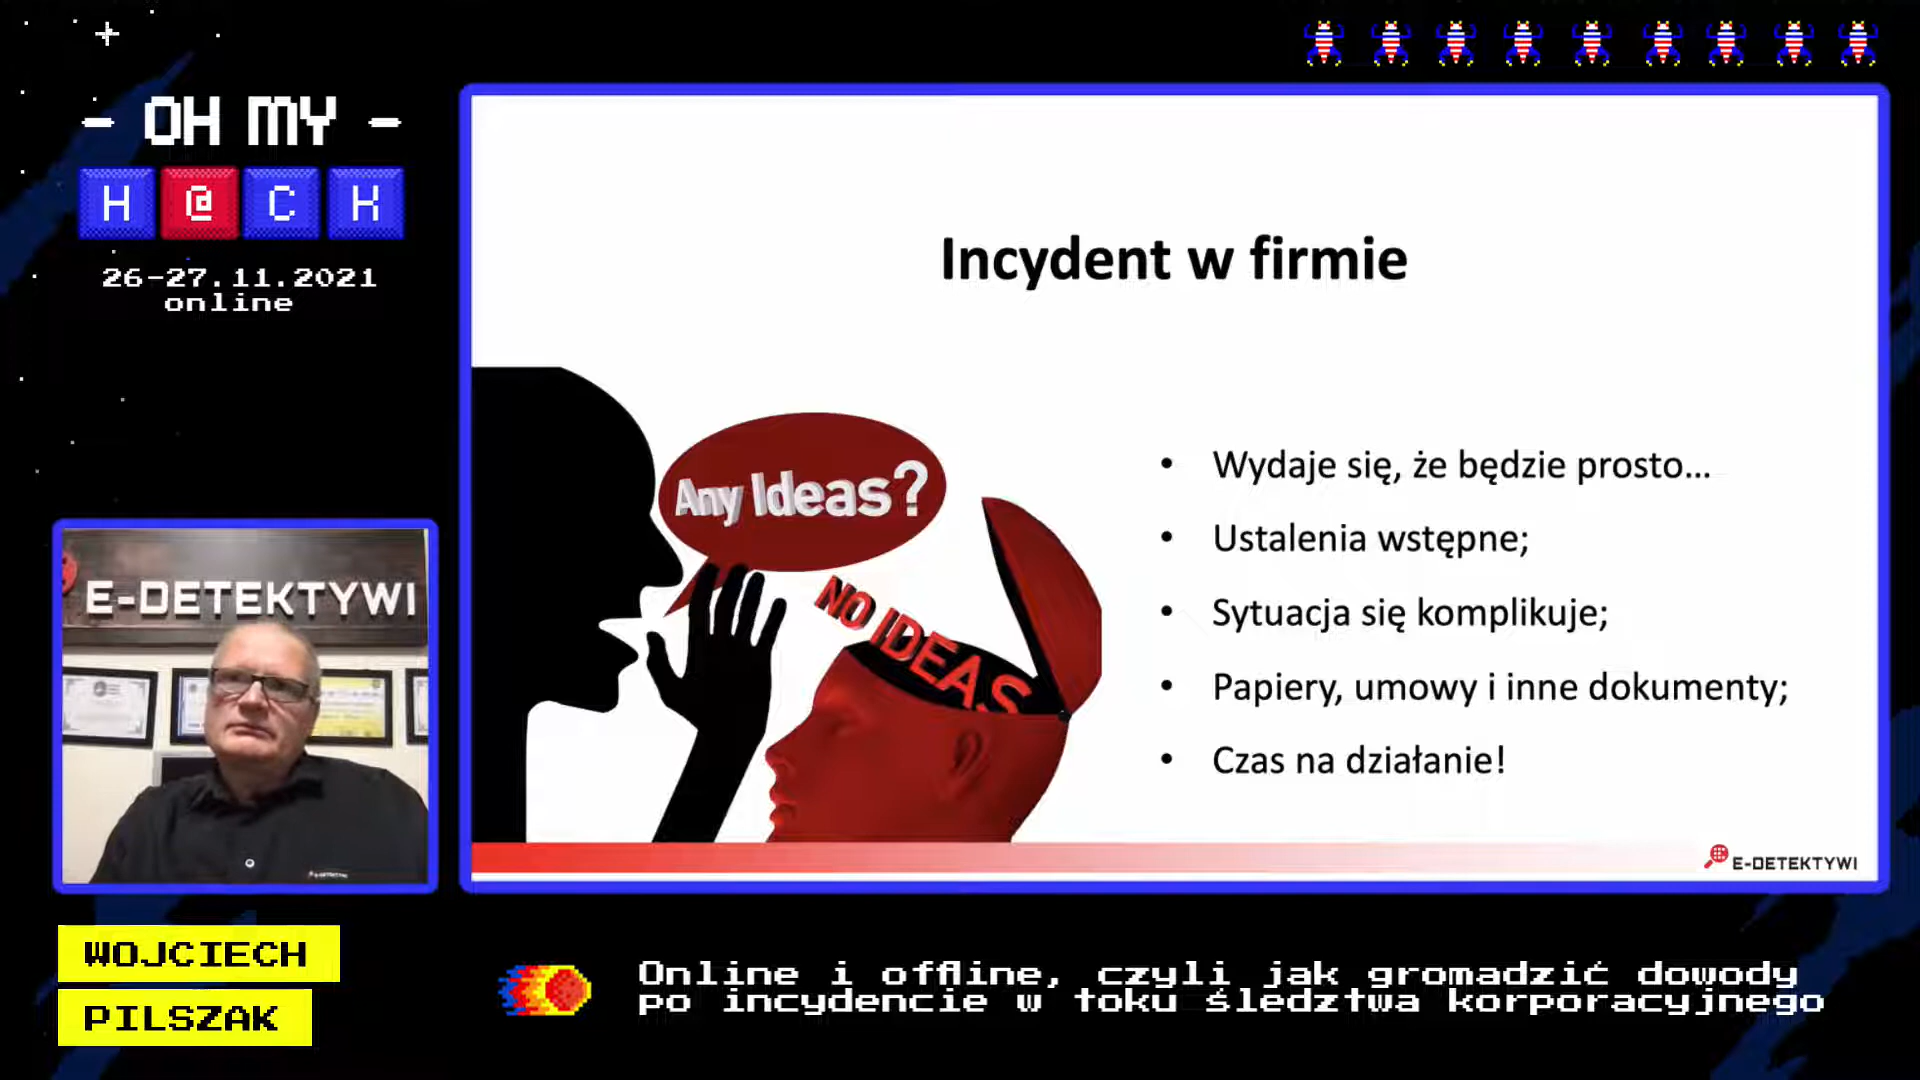 - OH MY -
H @ C K
26-27.11.2021
online
Incydent w firmie
Any Ideas?
NO IDEAS
• Wydaje się, że będzie prosto...
• Ustalenia wstępne;
• Sytuacja się komplikuje;
• Papiery, umowy i inne dokumenty;
• Czas na działanie!
E-DETEKTYWI
E-DETEKTYWI
WOJCIECH
PILSZAK
Online i offline, czyli jak gromadzić dowody
po incydencie w toku śledztwa korporacyjnego